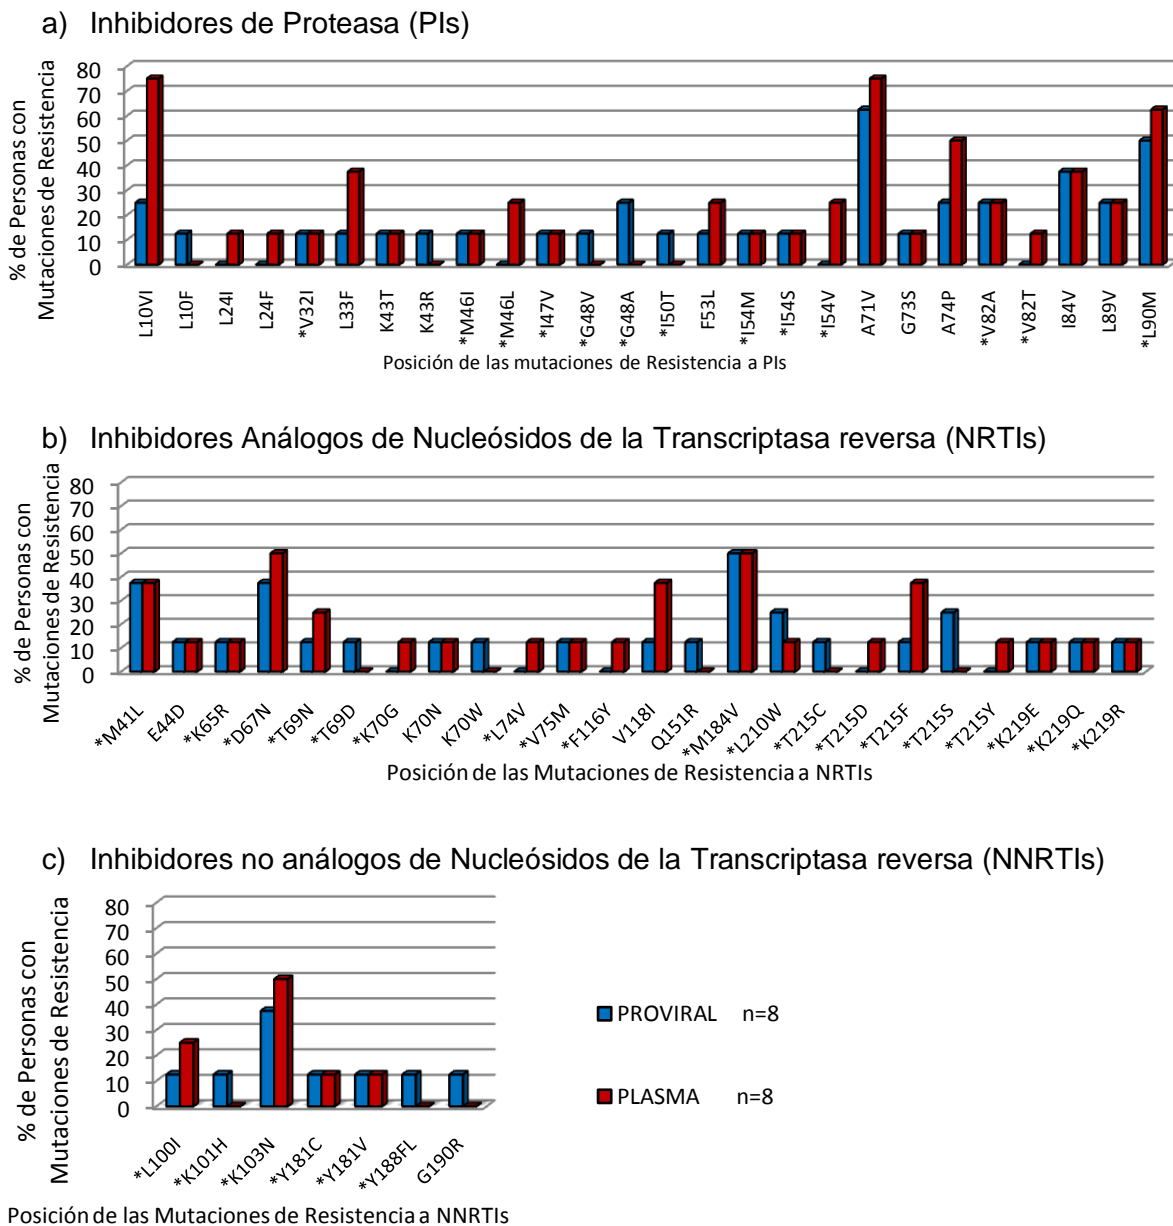 a) Inhibidores de Proteasa (PIs)
% de Personas con
Mutaciones de Resistencia
80
70
60
50
40
30
20
10
0
L10VI
L10F
L24I
L24F
*V32I
L33F
K43T
K43R
*M46I
*M46L
*I47V
*G48V
*G48A
*I50T
F53L
*I54M
*I54S
*I54V
A71V
G73S
A74P
*V82A
*V82T
I84V
L89V
*L90M
Posición de las mutaciones de Resistencia a PIs
b) Inhibidores Análogos de Nucleósidos de la Transcriptasa reversa (NRTIs)
% de Personas con
Mutaciones de Resistencia
80
70
60
50
40
30
20
10
0
*M41L
E44D
*K65R
*D67N
*T69N
*T69D
*K70G
K70N
K70W
*L74V
*V75M
*F116Y
V118I
Q151R
*M184V
*L210W
*T215C
*T215D
*T215F
*T215S
*T215Y
*K219E
*K219Q
*K219R
Posición de las Mutaciones de Resistencia a NRTIs
c) Inhibidores no análogos de Nucleósidos de la Transcriptasa reversa (NNRTIs)
% de Personas con
Mutaciones de Resistencia
80
70
60
50
40
30
20
10
0
*L100I
*K101H
*K103N
*Y181C
*Y181V
*Y188FL
G190R
Posición de las Mutaciones de Resistencia a NNRTIs
PROVIRAL n=8
PLASMA n=8